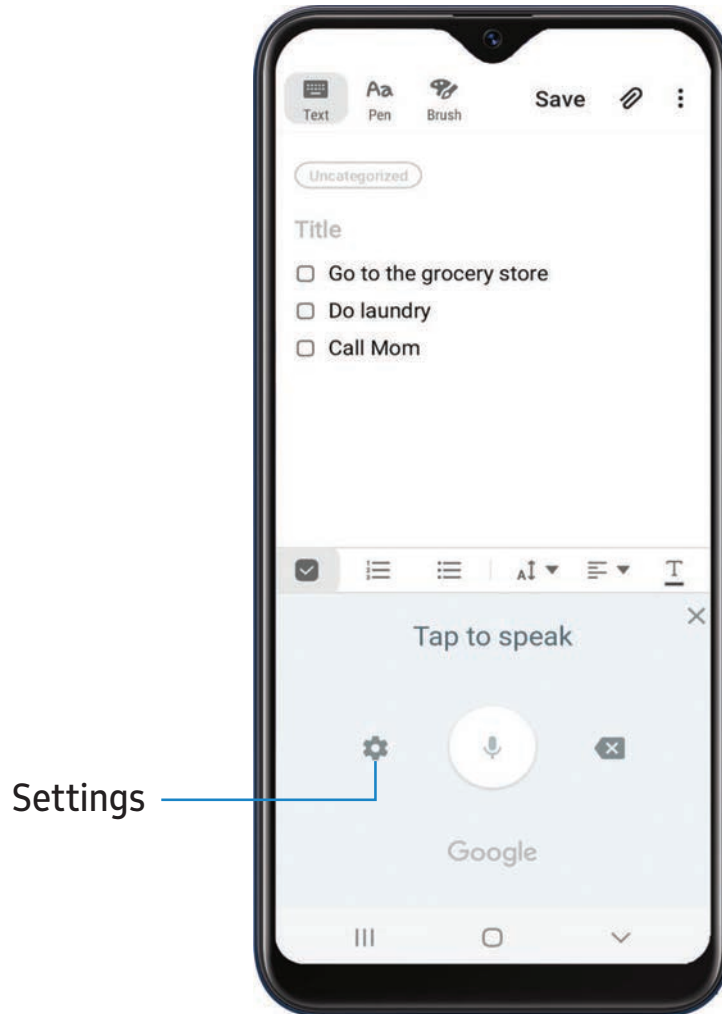 Text Aa Pen Brush Save
Uncategorized
Title
Go to the grocery store
Do laundry
Call Mom
A T
Tap to speak
Settings
Google